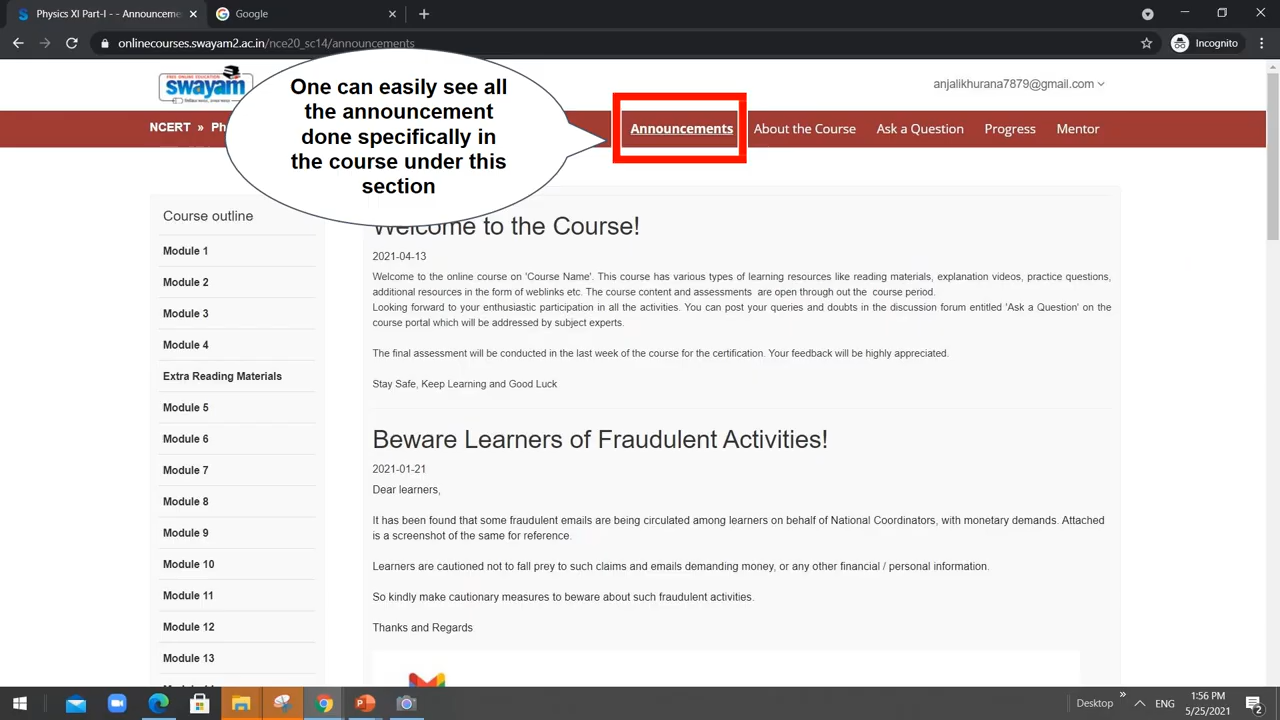 Physics XI Part-I - - Announcem
Google
onlinecourses.swayam2.ac.in/nce20_sc14/announcements
Incognito
FREE ONLINE EDUCATION
swayam
anjalikhurana7879@gmail.com
One can easily see all
the announcement
done specifically in
the course under this
section
NCERT » Ph
Announcements
About the Course
Ask a Question
Progress
Mentor
Course outline
Module 1
Module 2
Module 3
Module 4
Extra Reading Materials
Module 5
Module 6
Module 7
Module 8
Module 9
Module 10
Module 11
Module 12
Module 13
Welcome to the Course!
2021-04-13
Welcome to the online course on 'Course Name'. This course has various types of learning resources like reading materials, explanation videos, practice questions,
additional resources in the form of weblinks etc. The course content and assessments are open through out the course period.
Looking forward to your enthusiastic participation in all the activities. You can post your queries and doubts in the discussion forum entitled 'Ask a Question' on the
course portal which will be addressed by subject experts.
The final assessment will be conducted in the last week of the course for the certification. Your feedback will be highly appreciated.
Stay Safe, Keep Learning and Good Luck
Beware Learners of Fraudulent Activities!
2021-01-21
Dear learners,
It has been found that some fraudulent emails are being circulated among learners on behalf of National Coordinators, with monetary demands. Attached
is a screenshot of the same for reference.
Learners are cautioned not to fall prey to such claims and emails demanding money, or any other financial / personal information.
So kindly make cautionary measures to beware about such fraudulent activities.
Thanks and Regards
Desktop
ENG
1:56 PM
5/25/2021
2